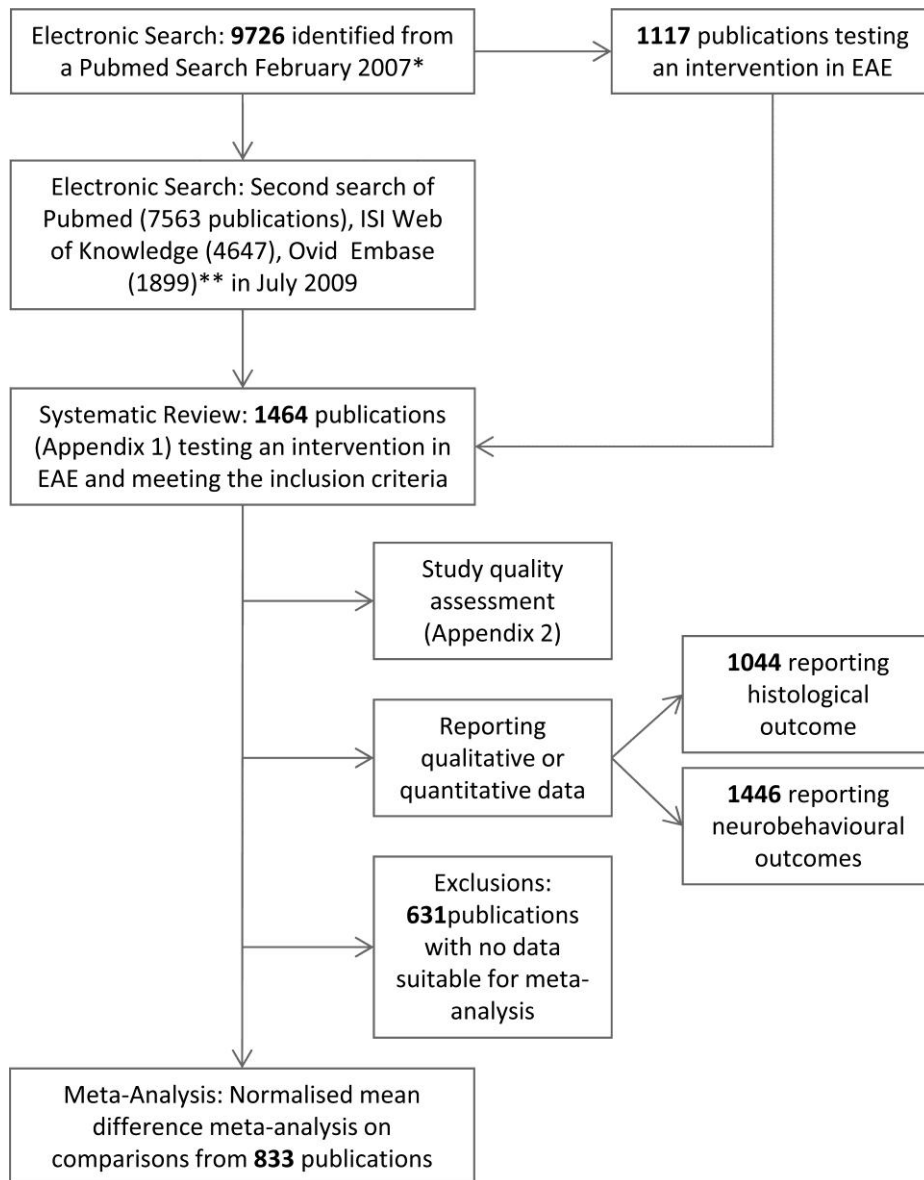 Electronic Search: 9726 identified from
a Pubmed Search February 2007*
1117 publications testing
an intervention in EAE
Electronic Search: Second search of
Pubmed (7563 publications), ISI Web
of Knowledge (4647), Ovid Embase
(1899)** in July 2009
Systematic Review: 1464 publications
(Appendix 1) testing an intervention in
EAE and meeting the inclusion criteria
Study quality
assessment
(Appendix 2)
Reporting
qualitative or
quantitative data
1044 reporting
histological
outcome
1446 reporting
neurobehavioural
outcomes
Exclusions:
631publications
with no data
suitable for meta-
analysis
Meta-Analysis: Normalised mean
difference meta-analysis on
comparisons from 833 publications